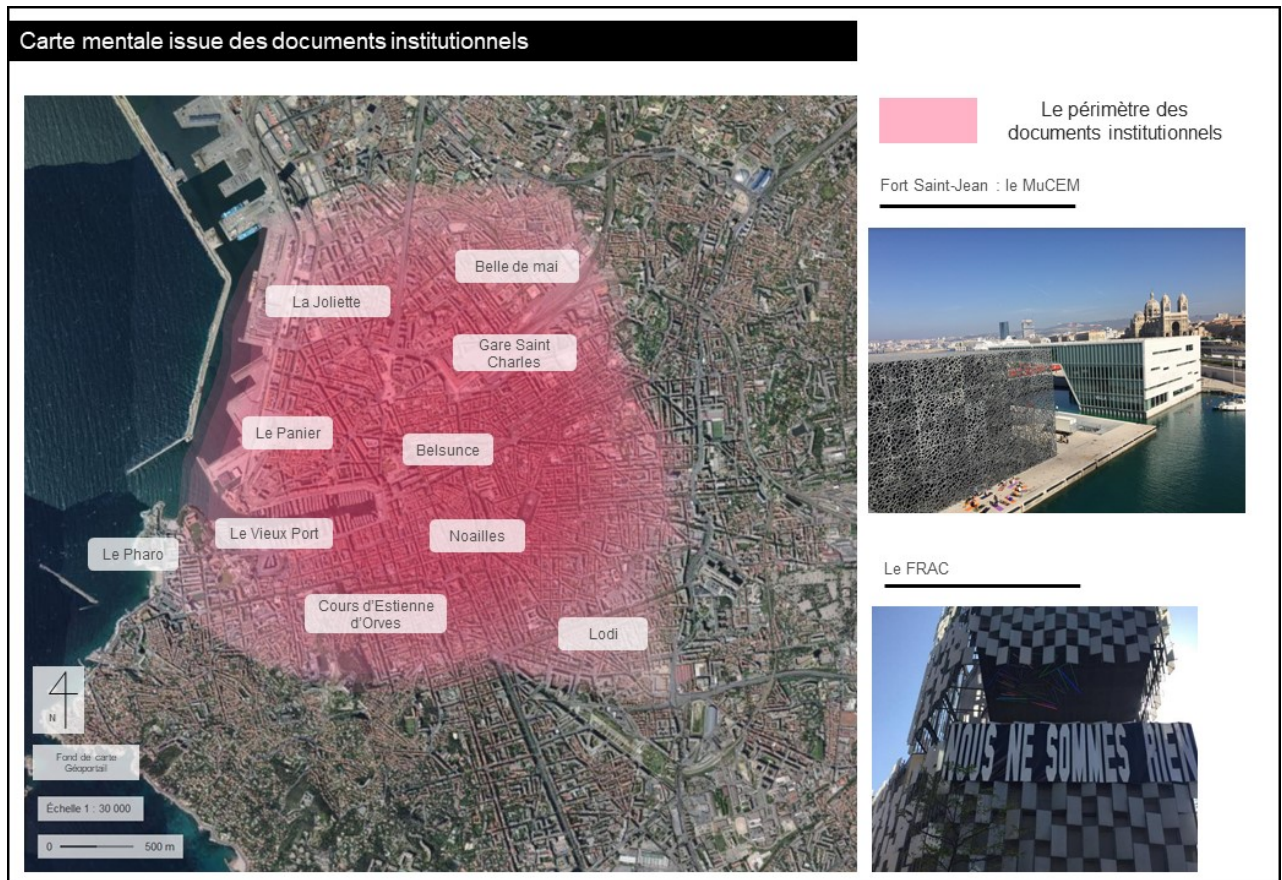 Carte mentale issue des documents institutionnels
Le périmètre des
documents institutionnels
Fort Saint-Jean : le MuCEM
Belle de mai
La Joliette
Gare Saint
Charles
Le Panier
Belsunce
Le Vieux Port
Noailles
Le Pharo
Cours d'Estienne
d'Orves
Lodi
N
Fond de carte
Géoportail
Échelle 1 : 30 000
0 500 m
Le FRAC
NOUS NE SOMMES RIEN